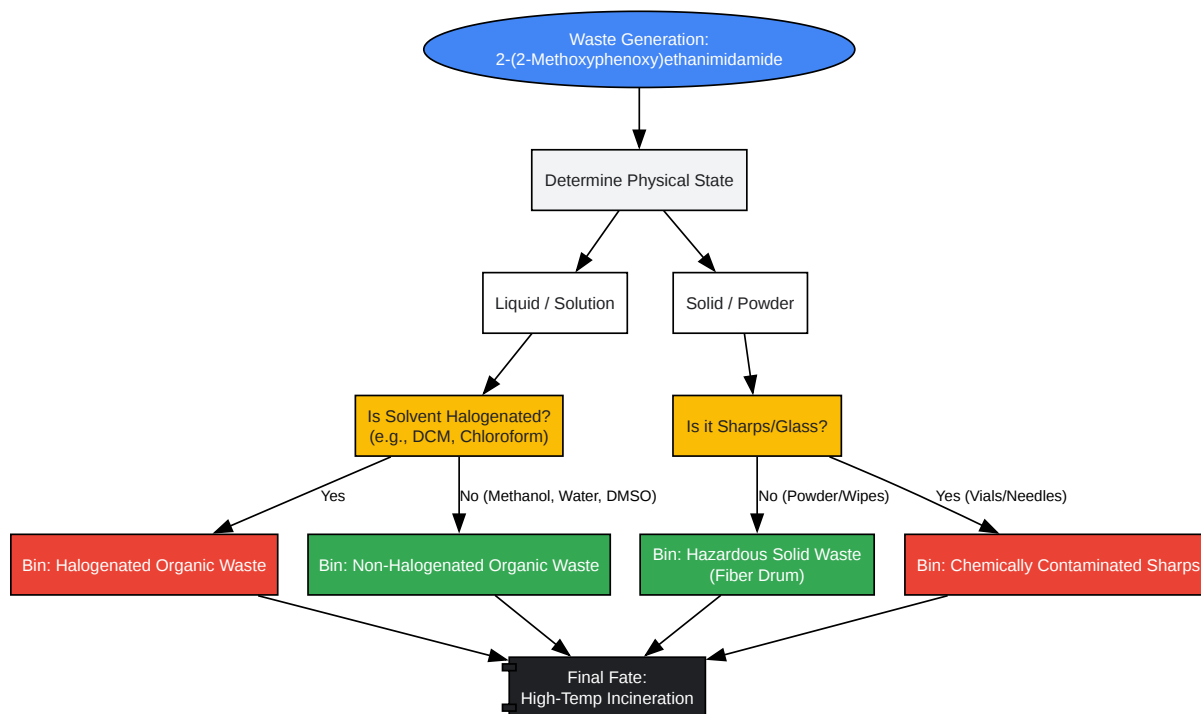 Waste Generation:
2-(2-Methoxyphenoxy)ethanimidamide
Determine Physical State
Liquid / Solution
Solid / Powder
Is Solvent Halogenated?
(e.g., DCM, Chloroform)
Is it Sharps/Glass?
Yes
No (Methanol, Water, DMSO)
No (Powder/Wipes)
Yes (Vials/Needles)
Bin: Halogenated Organic Waste
Bin: Non-Halogenated Organic Waste
Bin: Hazardous Solid Waste
(Fiber Drum)
Bin: Chemically Contaminated Sharps
Final Fate:
High-Temp Incineration